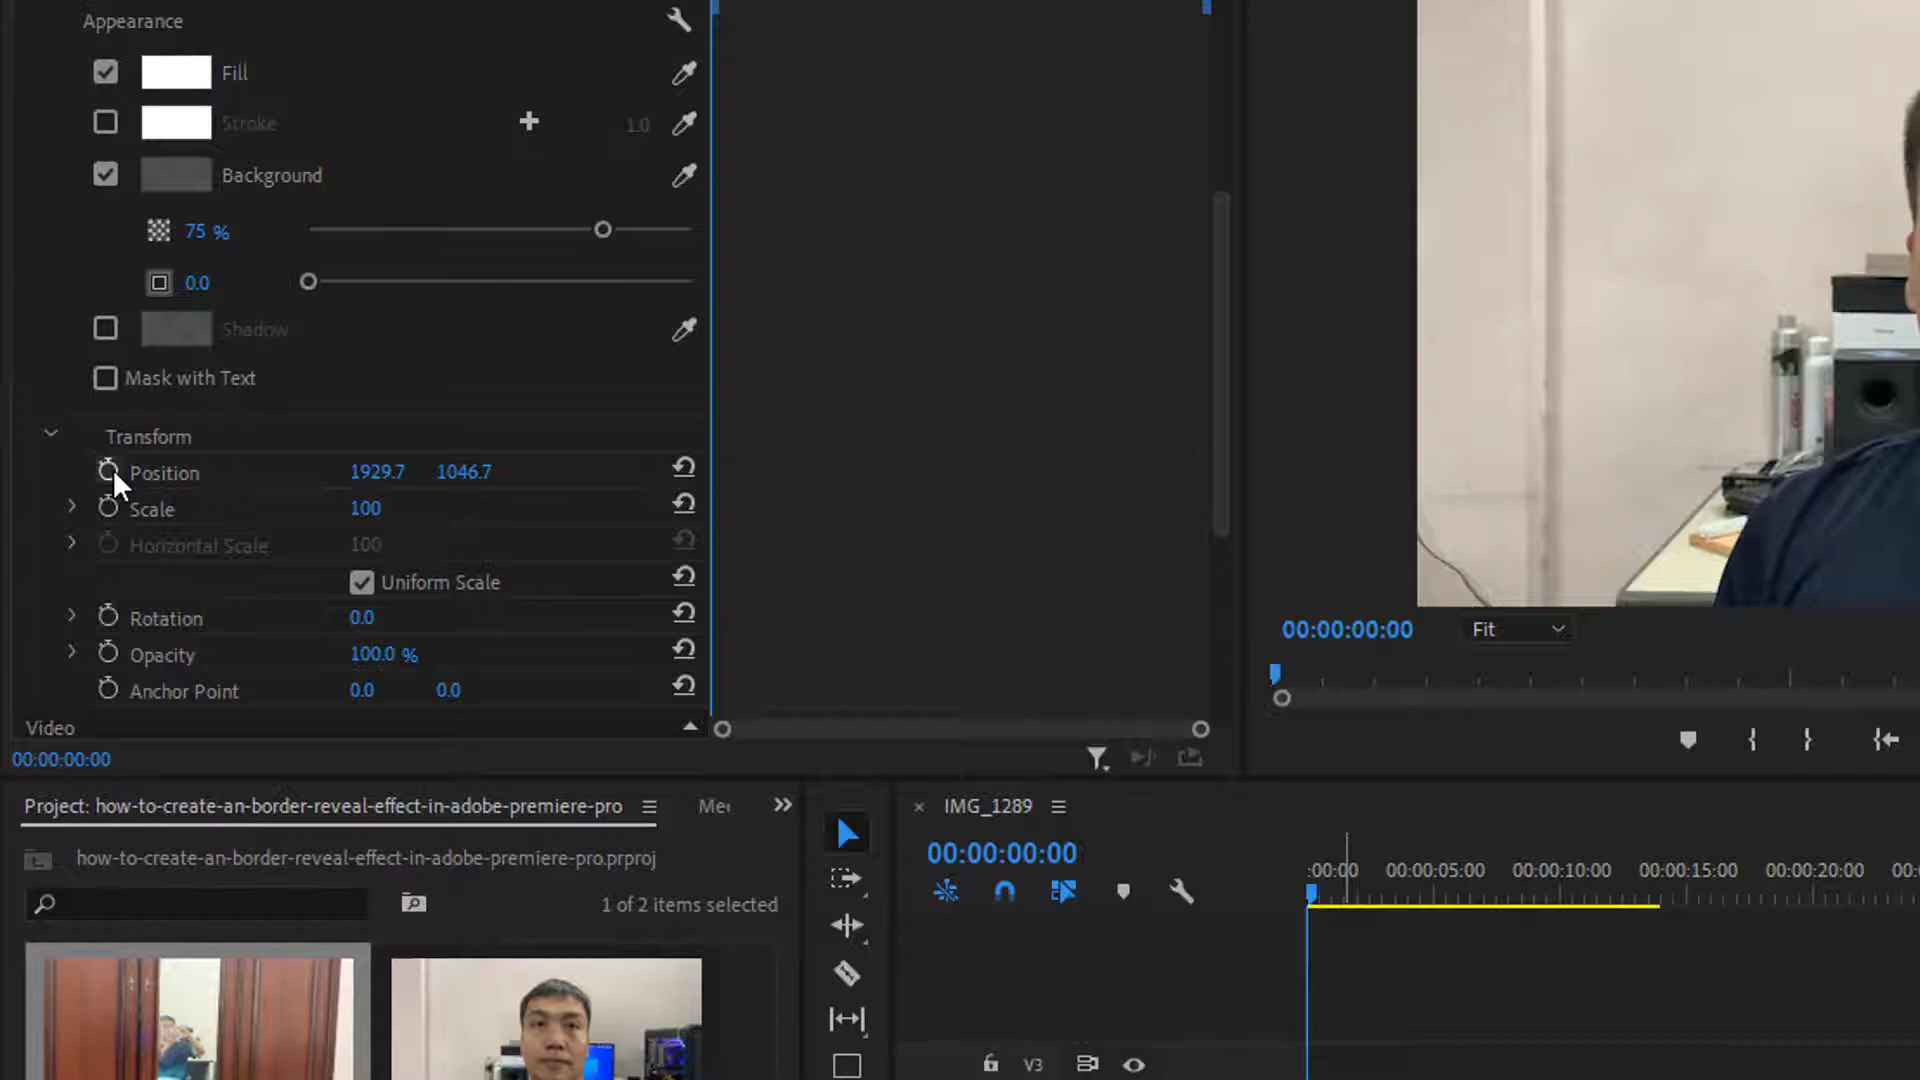 Appearance
Fill
Stroke 1.0
Background
75 %
0.0
Shadow
Mask with Text
Transform
Position 1929.7 1046.7
Scale 100
Horizontal Scale 100
Uniform Scale
Rotation 0.0
Opacity 100.0 %
Anchor Point 0.0 0.0
Video
00:00:00:00
00:00:00:00 Fit
Project: how-to-create-an-border-reveal-effect-in-adobe-premiere-pro
how-to-create-an-border-reveal-effect-in-adobe-premiere-pro.prproj
1 of 2 items selected
IMG_1289
00:00:00:00
:00:00 00:00:05:00 00:00:10:00 00:00:15:00 00:00:20:00
V3